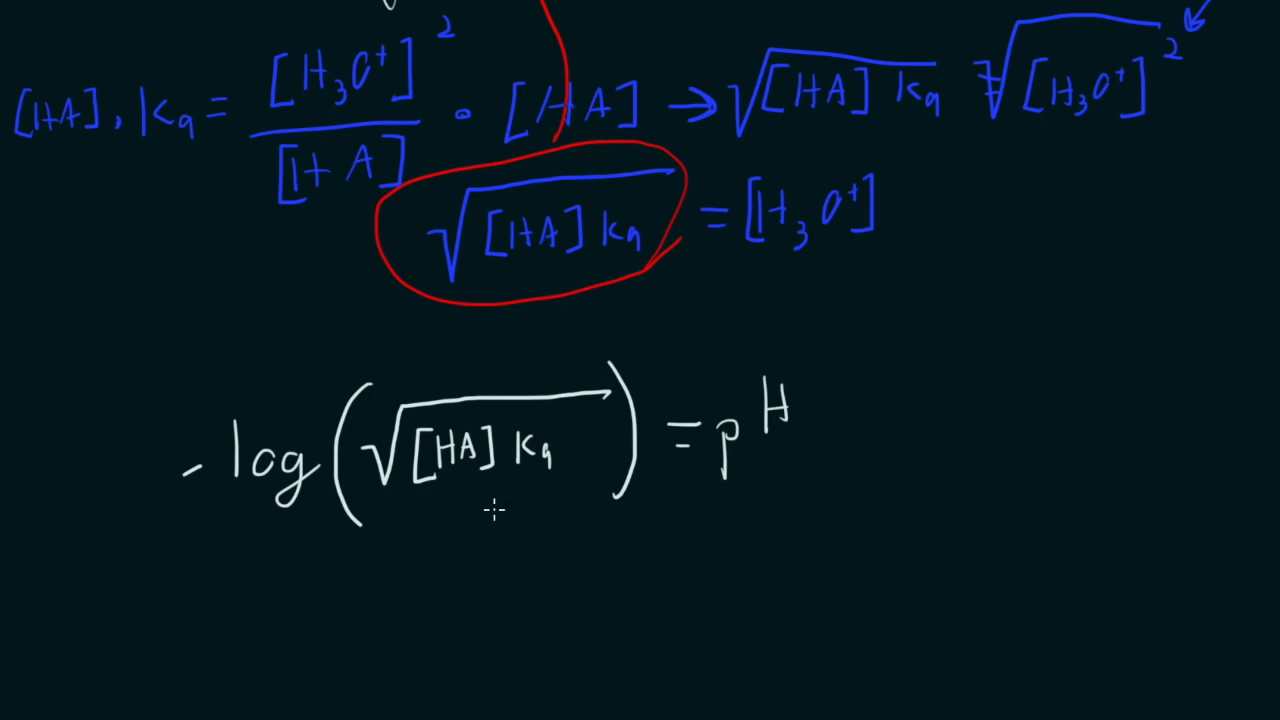 [HA] . Ka = [H₃O⁺]² / [HA] • [HA] → √([HA] Ka) = √([H₃O⁺]²)
√([HA] Ka) = [H₃O⁺]
- log(√([HA] Ka)) = pH